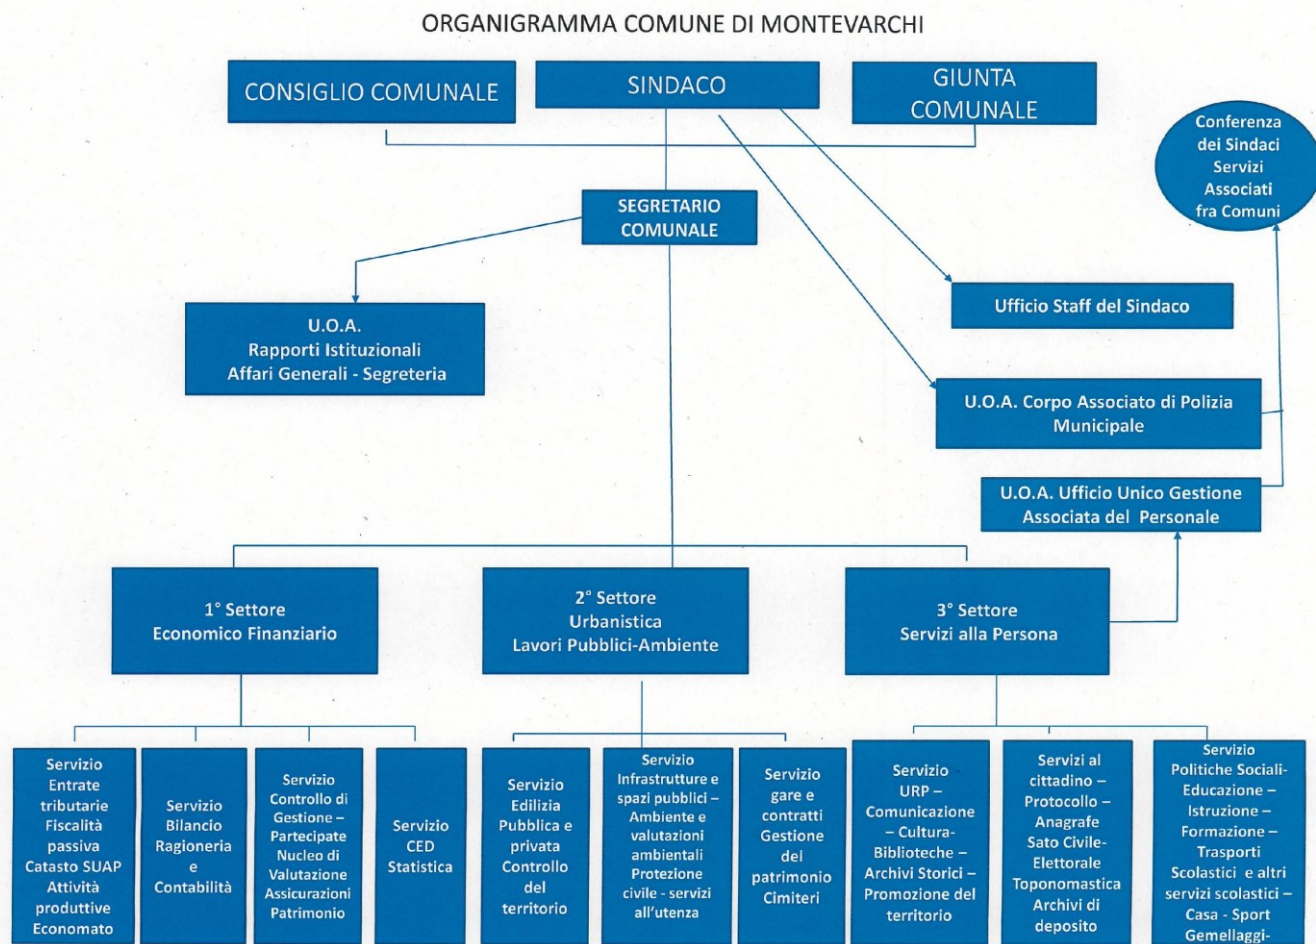 ORGANIGRAMMA COMUNE DI MONTEVARCHI
CONSIGLIO COMUNALE
SINDACO
GIUNTA
COMUNALE
Conferenza
dei Sindaci
Servizi
Associati
fra Comuni
SEGRETARIO
COMUNALE
U.O.A.
Rapporti Istituzionali
Affari Generali - Segreteria
Ufficio Staff del Sindaco
U.O.A. Corpo Associato di Polizia
Municipale
U.O.A. Ufficio Unico Gestione
Associata del Personale
1° Settore
Economico Finanziario
2° Settore
Urbanistica
Lavori Pubblici-Ambiente
3° Settore
Servizi alla Persona
Servizio
Entrate
tributarie
Fiscalità
passiva
Catasto SUAP
Attività
produttive
Economato
Servizio
Bilancio
Ragioneria
e
Contabilità
Servizio
Controllo di
Gestione –
Partecipate
Nucleo di
Valutazione
Assicurazioni
Patrimonio
Servizio
CED
Statistica
Servizio
Edilizia
Pubblica e
privata
Controllo
del
territorio
Servizio
Infrastrutture e
spazi pubblici –
Ambiente e
valutazioni
ambientali
Protezione
civile - servizi
all'utenza
Servizio
gare e
contratti
Gestione
del
patrimonio
Cimiteri
Servizio
URP –
Comunicazione
– Cultura-
Biblioteche –
Archivi Storici –
Promozione del
territorio
Servizi al
cittadino –
Protocollo –
Anagrafe
Sato Civile-
Elettorale
Toponomastica
Archivi di
deposito
Servizio
Politiche Sociali-
Educazione –
Istruzione –
Formazione –
Trasporti
Scolastici e altri
servizi scolastici –
Casa - Sport
Gemellaggi-